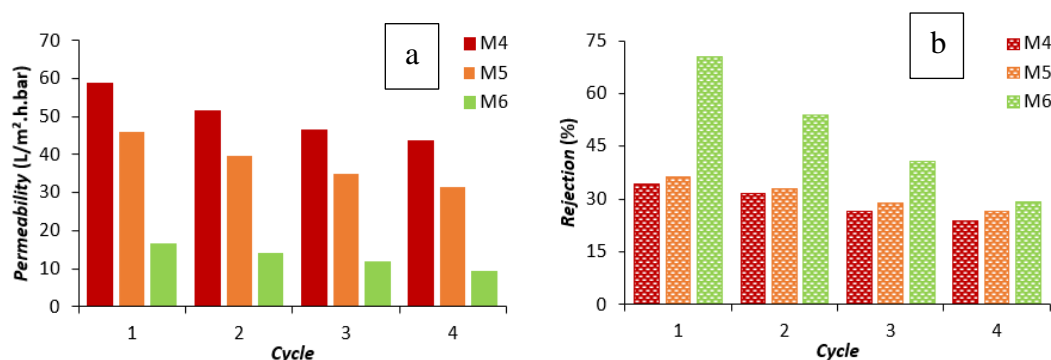 a
M4
M5
M6
Permeability (L/m².h.bar)
70
60
50
40
30
20
10
0
1 2 3 4
Cycle
b
M4
M5
M6
Rejection (%)
75
60
45
30
15
0
1 2 3 4
Cycle